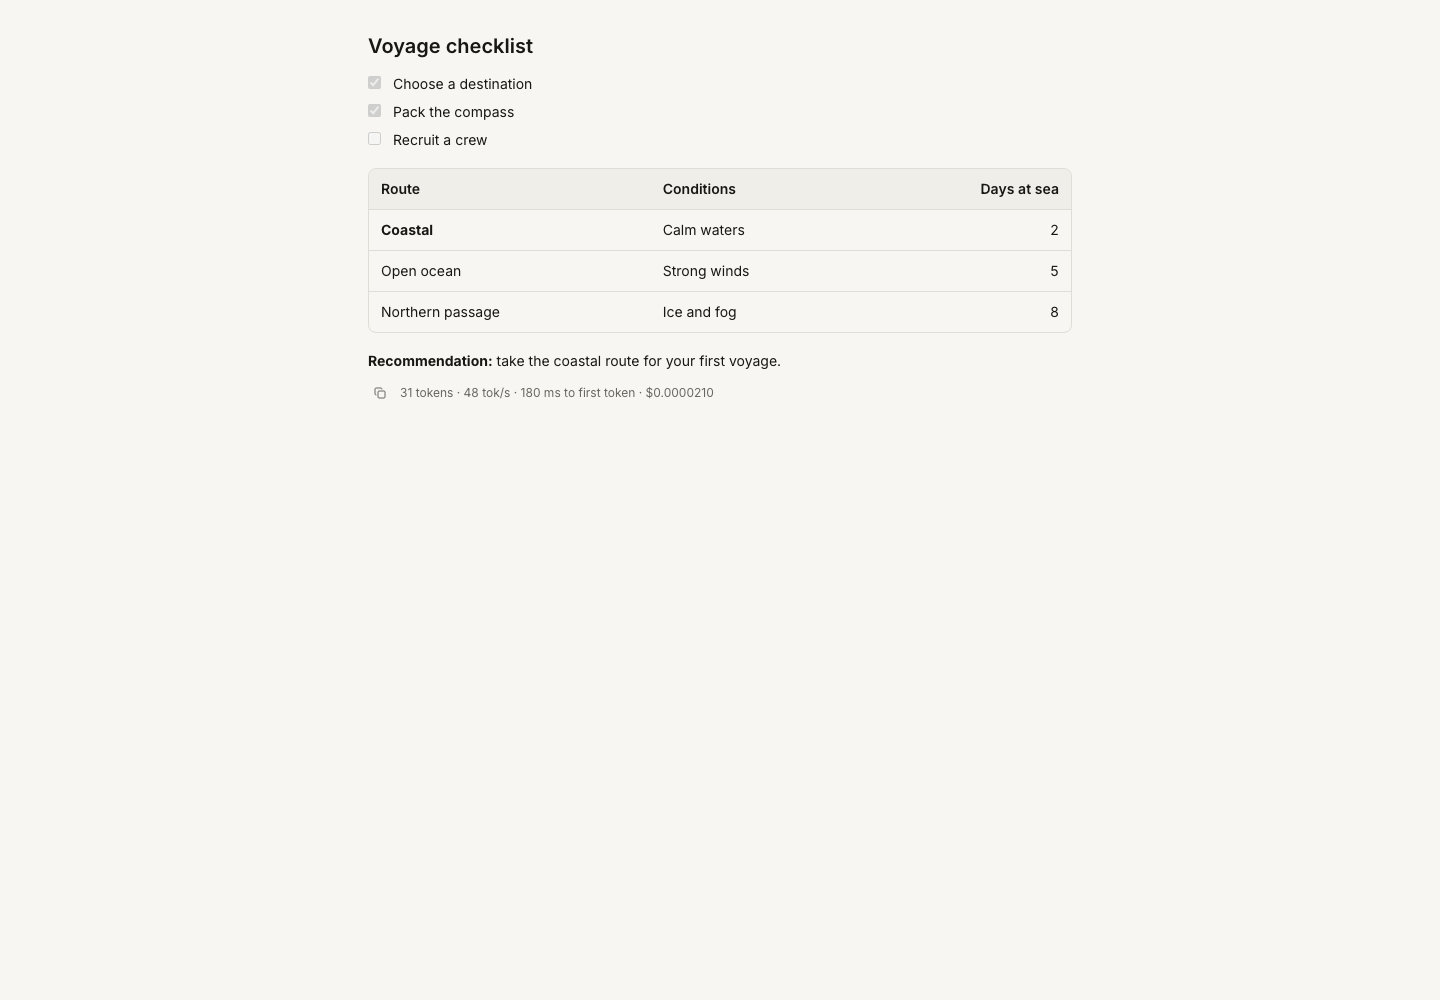 Voyage checklist
Choose a destination
Pack the compass
Recruit a crew
Route Conditions Days at sea
Coastal Calm waters 2
Open ocean Strong winds 5
Northern passage Ice and fog 8
Recommendation: take the coastal route for your first voyage.
31 tokens · 48 tok/s · 180 ms to first token · $0.0000210